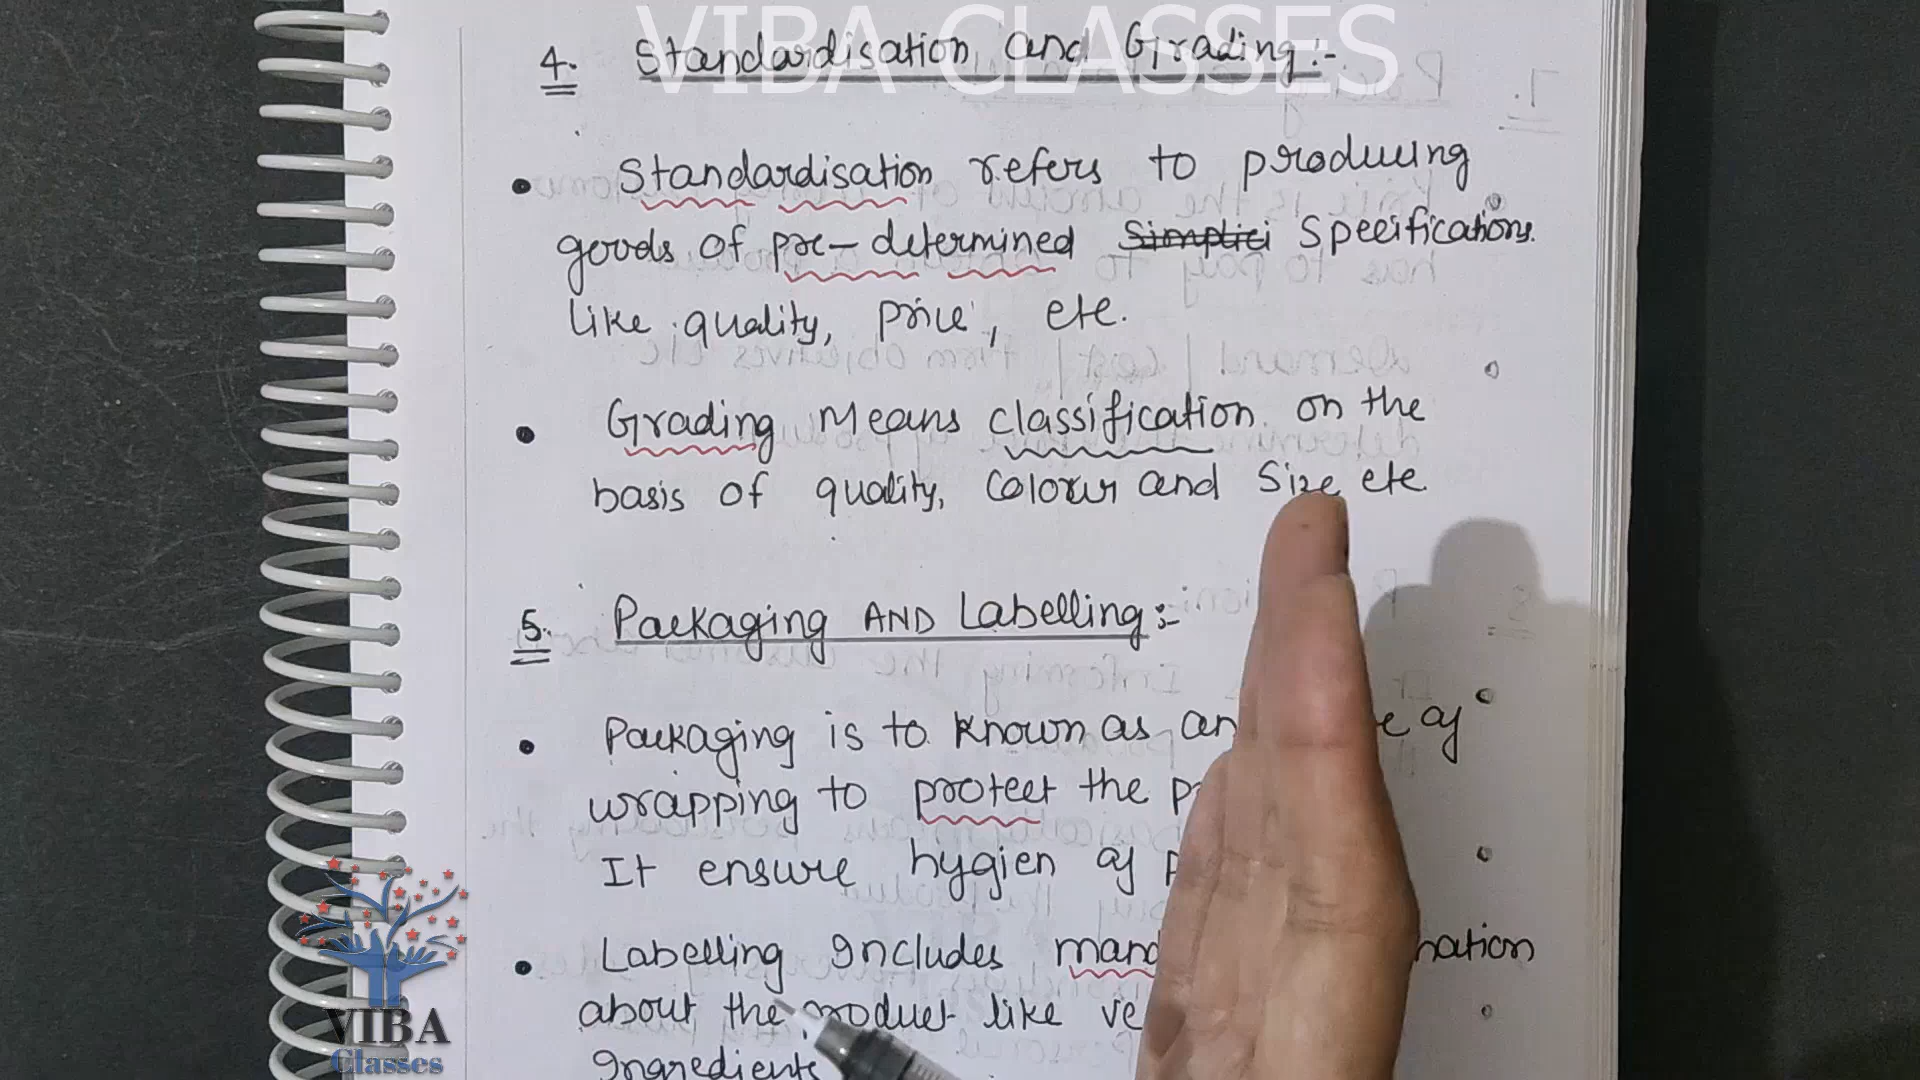 VIBA CLASSES
4. Standardisation and Grading:-
• Standardisation refers to producing
goods of pre-determined Simplici Specifications.
like quality, price, etc.
• Grading Means classification on the
basis of quality, Colour and Size etc.
5. Packaging AND Labelling:-
• Packaging is to known as an of
wrapping to protect the
It ensure hygien of
• Labelling Includes
about the product like
Ingredients
VIBA
Classes